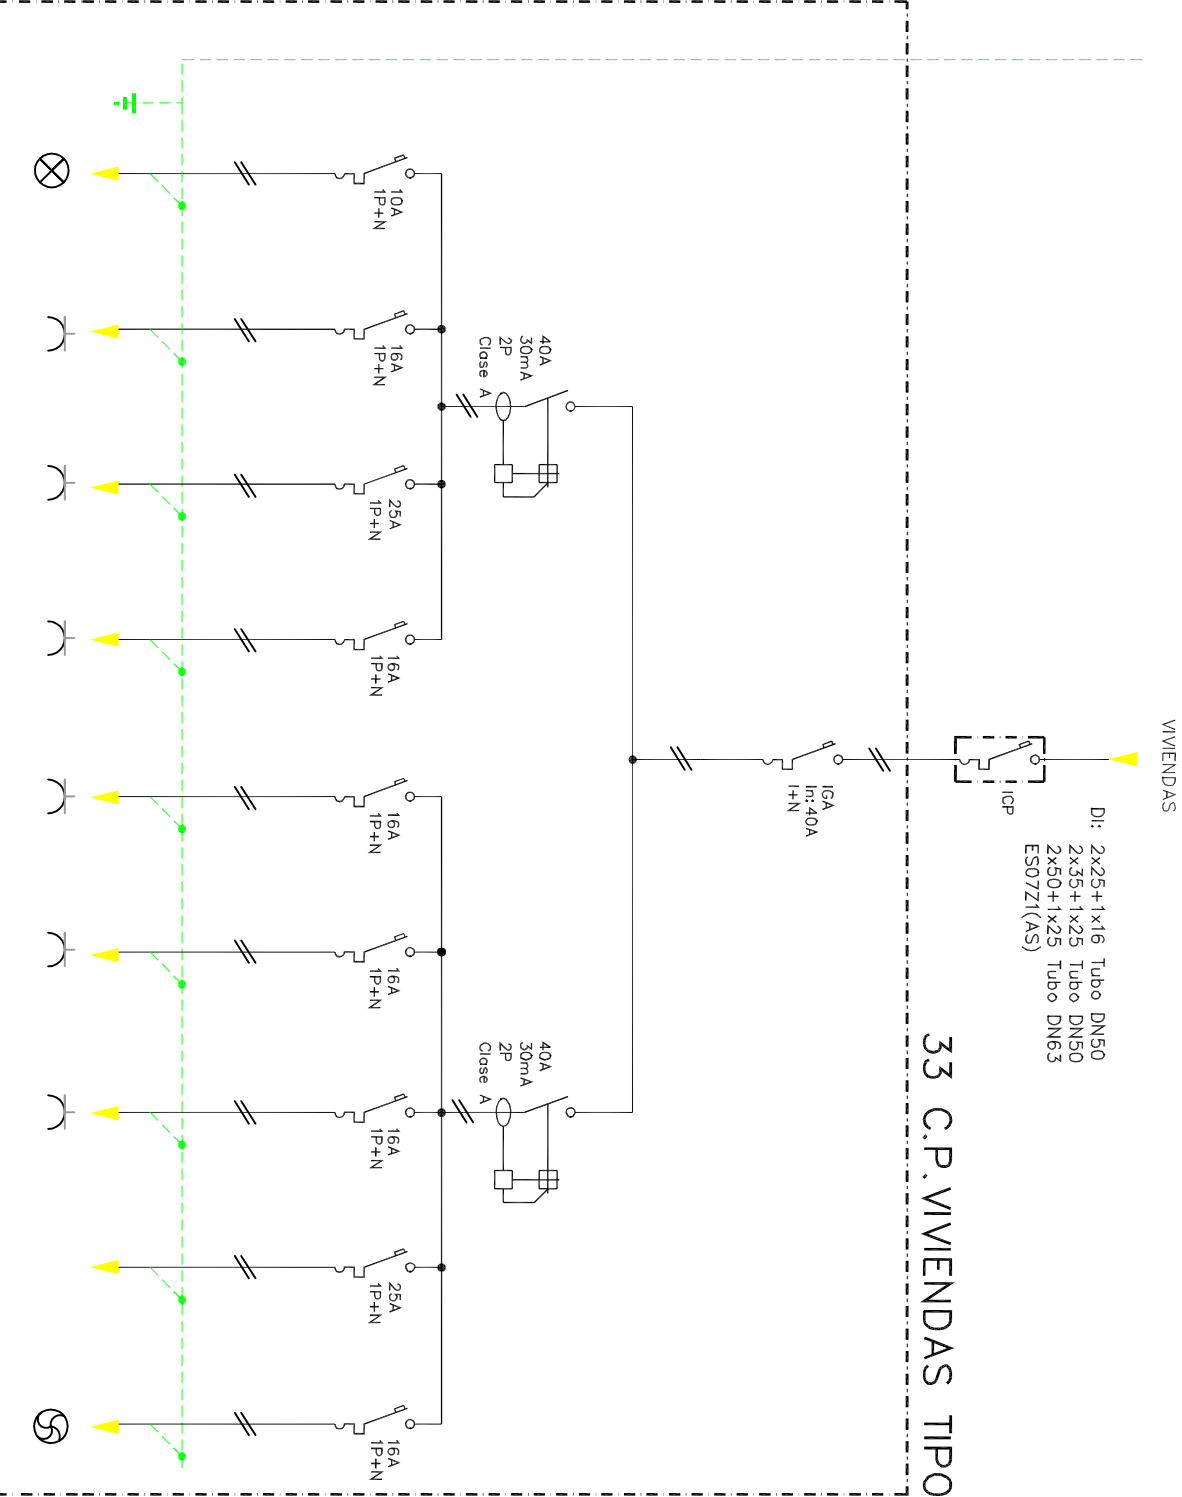 VIVIENDAS
DI: 2x25+1x16 Tubo DN50
2x35+1x25 Tubo DN50
2x50+1x25 Tubo DN63
ES07Z1(AS)
ICP
33 C.P.VIVIENDAS TIPO
IGA
In:40A
I+N
40A
30mA
2P
Clase A
40A
30mA
2P
Clase A
10A
1P+N
16A
1P+N
25A
1P+N
16A
1P+N
16A
1P+N
16A
1P+N
16A
1P+N
25A
1P+N
16A
1P+N